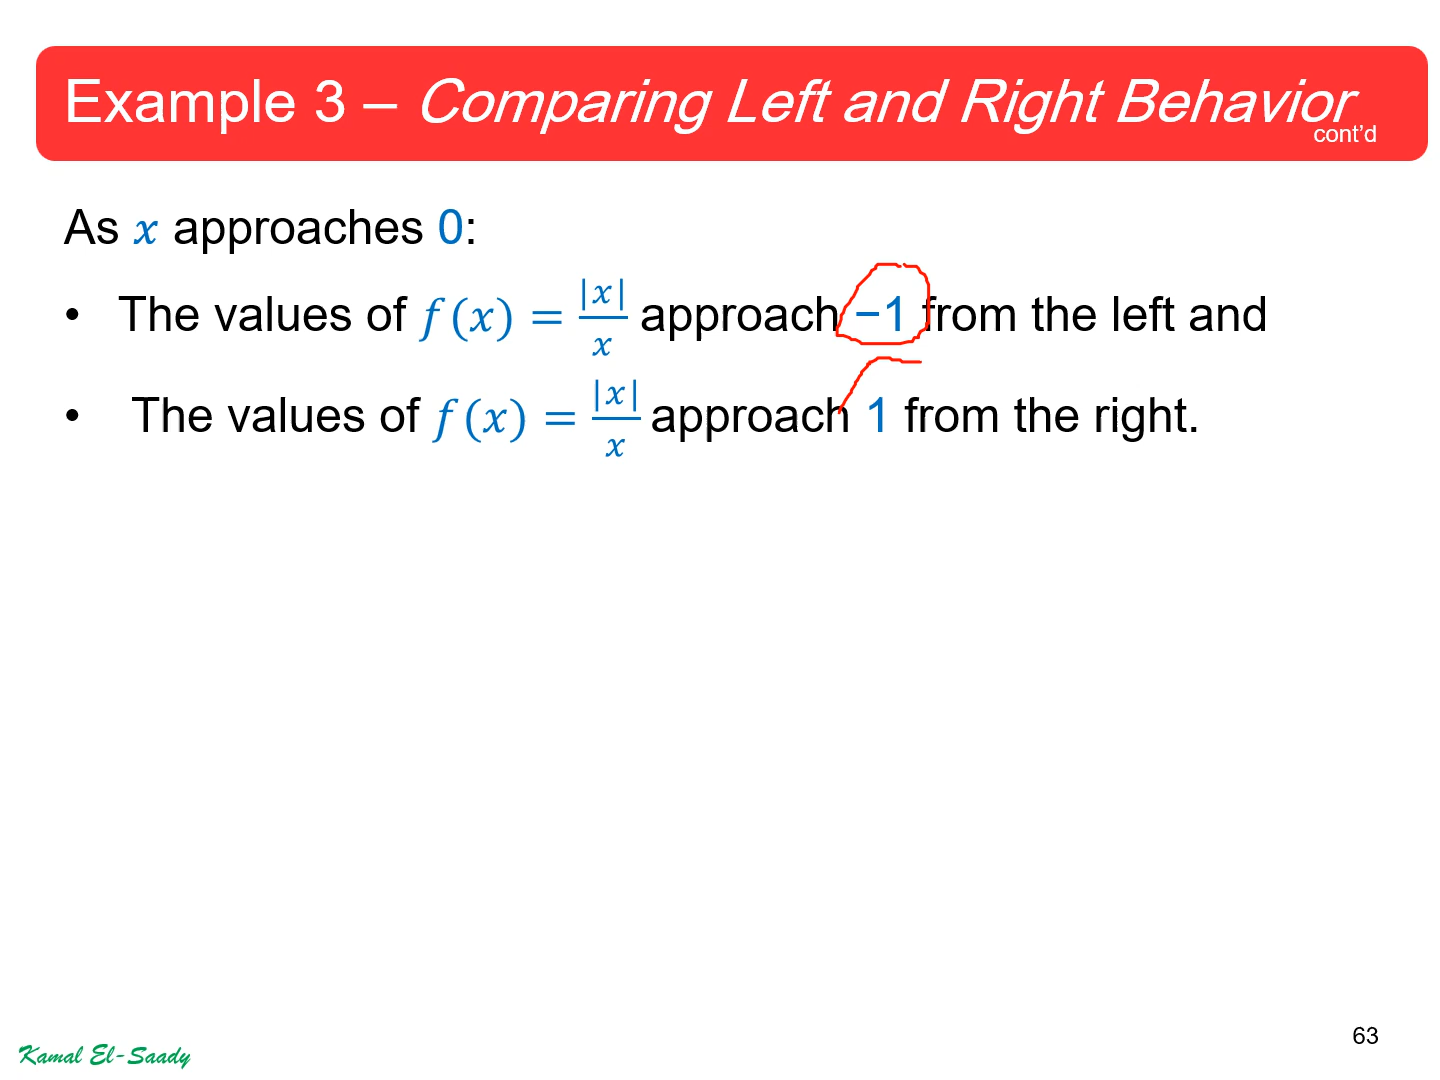 Example 3 – Comparing Left and Right Behavior
cont’d
As 𝑥 approaches 0:
• The values of 𝑓(𝑥) = |𝑥|/𝑥 approach −1 from the left and
• The values of 𝑓(𝑥) = |𝑥|/𝑥 approach 1 from the right.
63
Kamal El-Saady